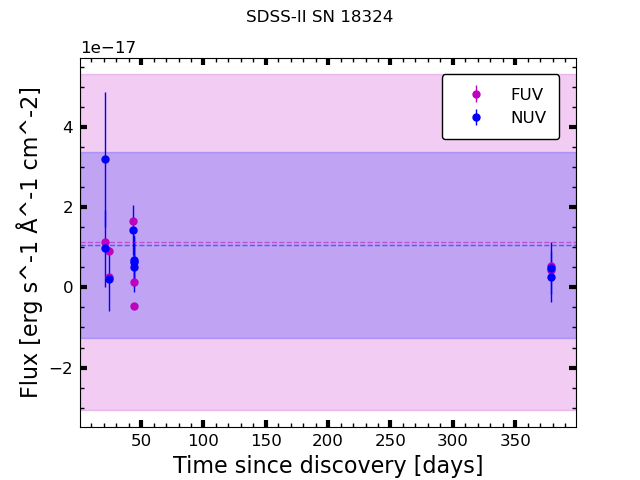 SDSS-II SN 18324
1e−17
FUV
NUV
4
2
0
−2
Flux [erg s^-1 Å^-1 cm^-2]
50 100 150 200 250 300 350
Time since discovery [days]